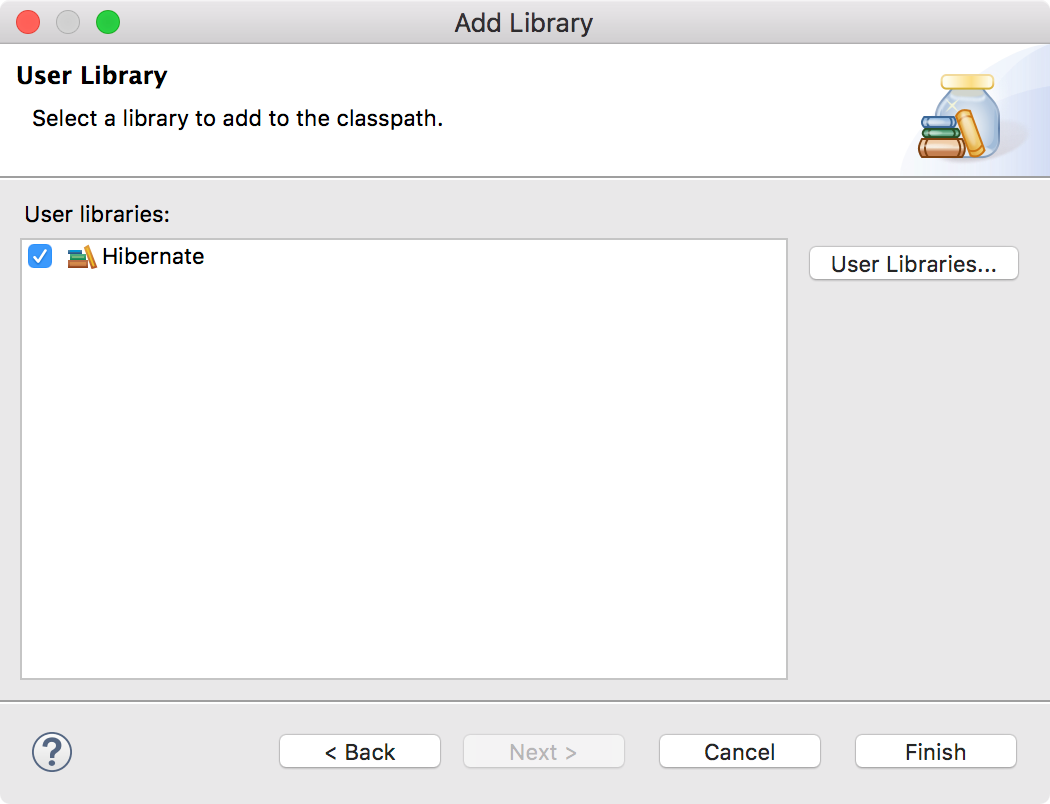 Add Library
User Library
Select a library to add to the classpath.
User libraries:
Hibernate
User Libraries...
?
< Back
Next >
Cancel
Finish